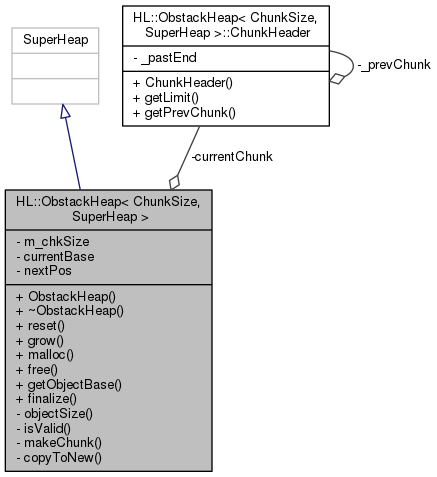 HL::ObstackHeap< ChunkSize,
SuperHeap >::ChunkHeader
- _pastEnd
+ ChunkHeader()
+ getLimit()
+ getPrevChunk()
- _prevChunk
SuperHeap
-currentChunk
HL::ObstackHeap< ChunkSize,
SuperHeap >
- m_chkSize
- currentBase
- nextPos
+ ObstackHeap()
+ ~ObstackHeap()
+ reset()
+ grow()
+ malloc()
+ free()
+ getObjectBase()
+ finalize()
- objectSize()
- isValid()
- makeChunk()
- copyToNew()